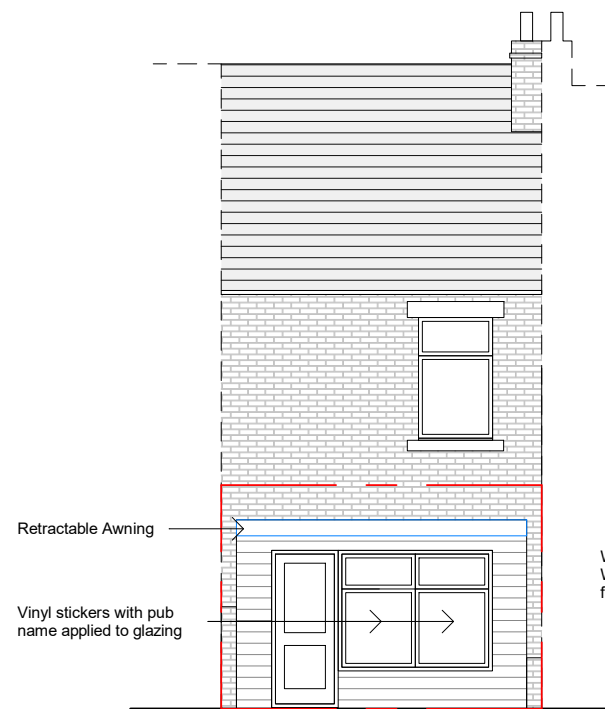 Retractable Awning
Vinyl stickers with pub
name applied to glazing
W
W
f